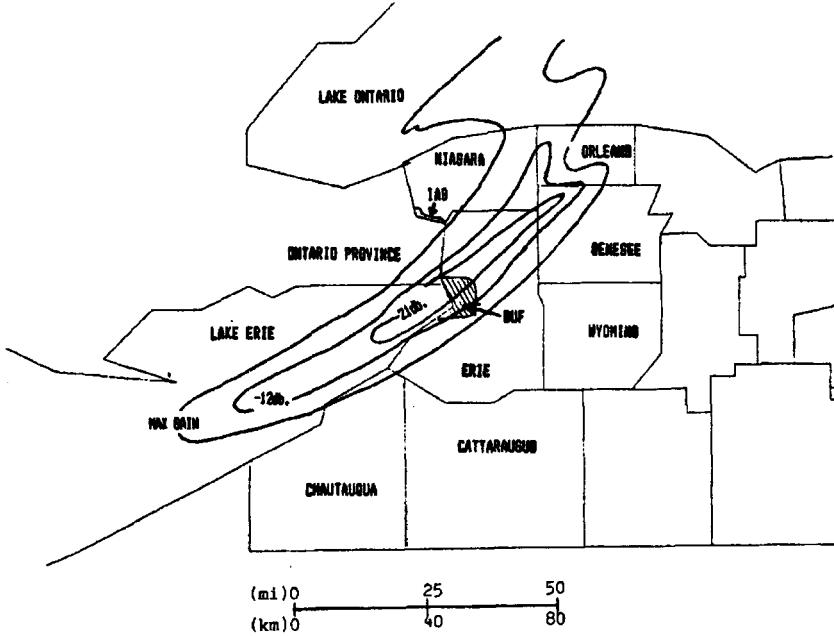 LAKE ONTARIO
NIAGARA
ORLEANS
IAG
ONTARIO PROVINCE
GENESEE
-21db.
BUF
LAKE ERIE
WYOMING
ERIE
-12db.
MAX GAIN
CATTARAUGUS
CHAUTAUQUA
(mi) 0 25 50
(km) 0 40 80